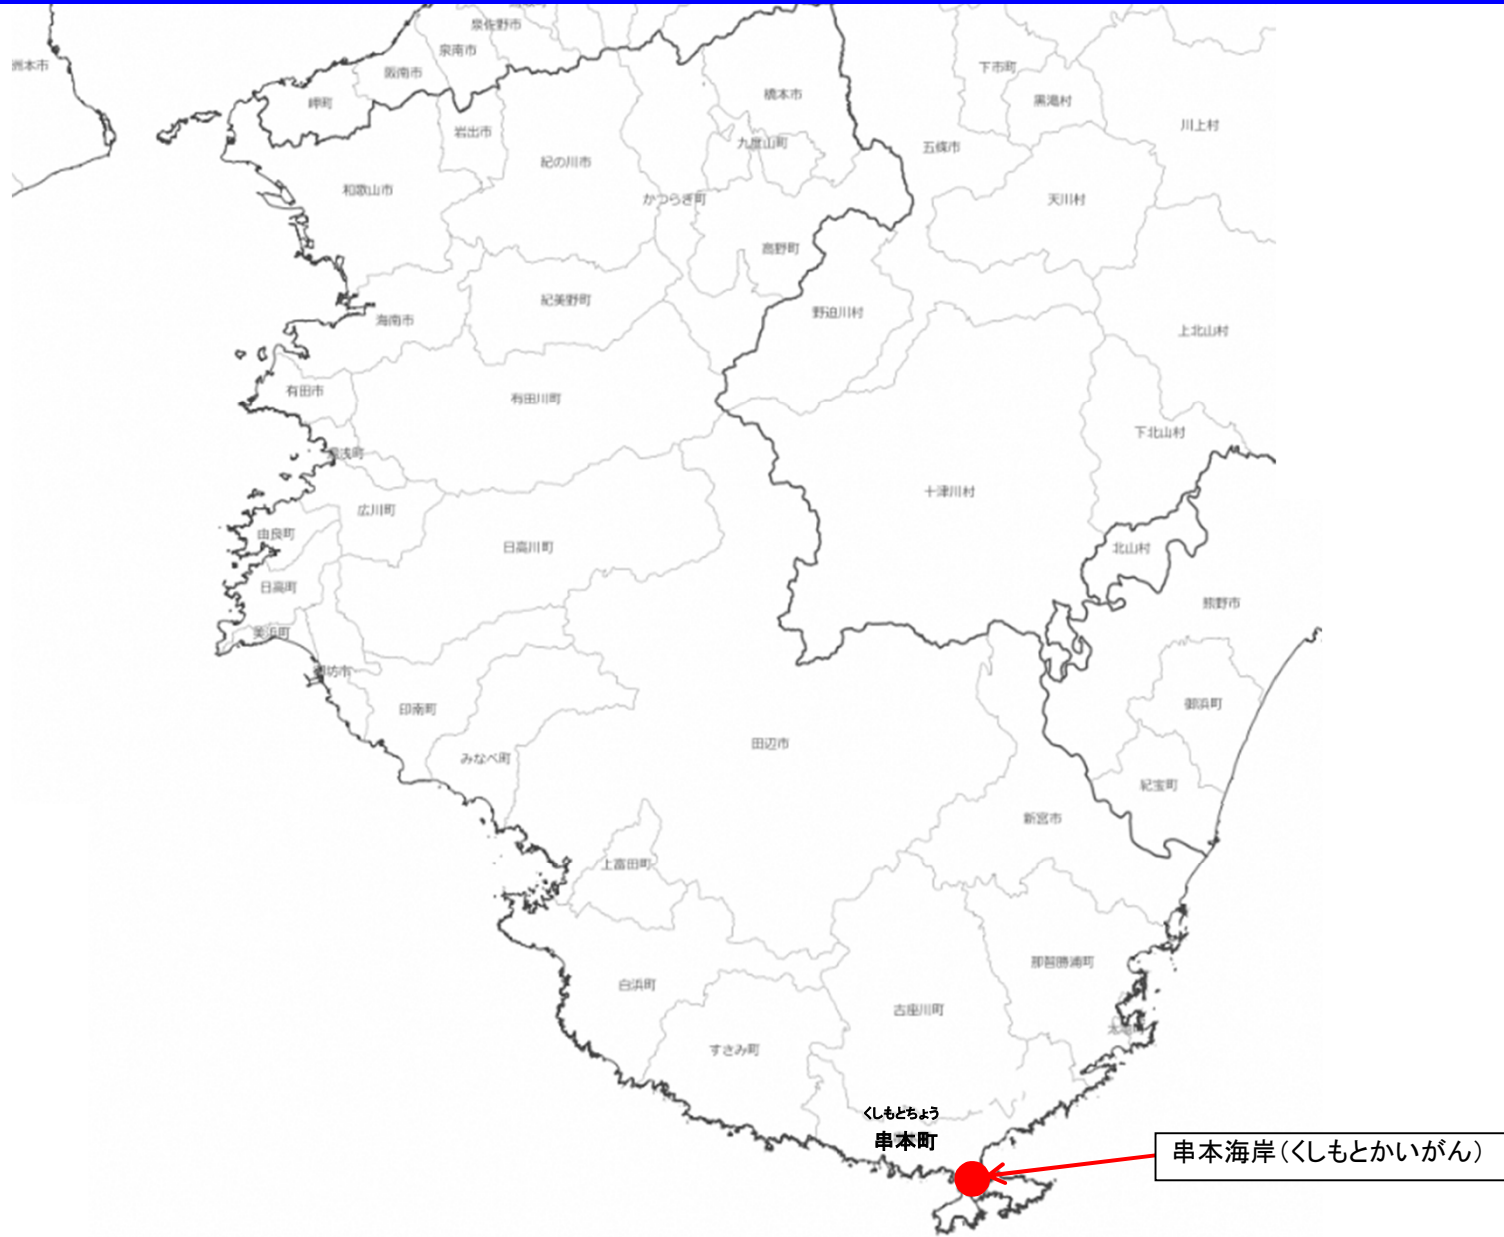 泉佐野市
泉南市
洲本市
阪南市
下市町
橋本市
岬町
黒滝村
川上村
岩出市
九度山町
五條市
紀の川市
和歌山市
かつらぎ町
天川村
高野町
紀美野町
野迫川村
海南市
上北山村
有田市
有田川町
下北山村
湯浅町
十津川村
広川町
由良町
日高川町
北山村
日高町
熊野市
美浜町
御坊市
印南町
御浜町
田辺市
みなべ町
紀宝町
新宮市
上富田町
那智勝浦町
白浜町
古座川町
太地町
すさみ町
くしもとちょう
串本町
串本海岸（くしもとかいがん）